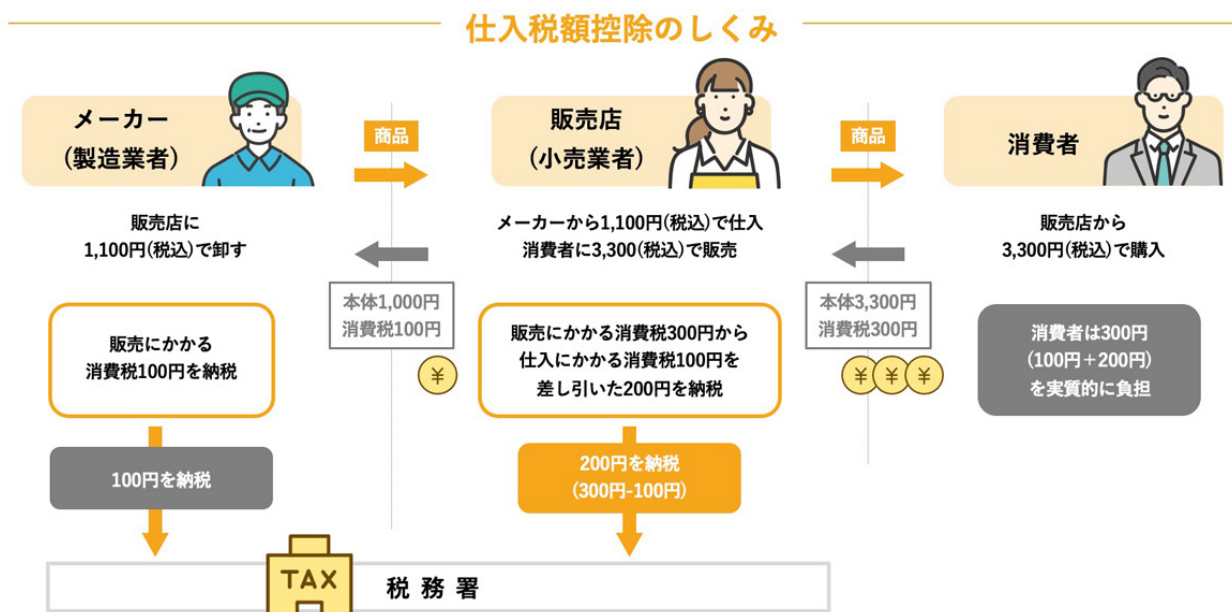 仕入税額控除のしくみ
メーカー
(製造業者)
商品
販売店
(小売業者)
商品
消費者
販売店に
1,100円(税込)で卸す
メーカーから1,100円(税込)で仕入
消費者に3,300(税込)で販売
販売店から
3,300円(税込)で購入
本体1,000円
消費税100円
¥
本体3,300円
消費税300円
¥¥¥
販売にかかる
消費税100円を納税
販売にかかる消費税300円から
仕入にかかる消費税100円を
差し引いた200円を納税
消費者は300円
(100円+200円)
を実質的に負担
100円を納税
200円を納税
(300円-100円)
TAX
税務署